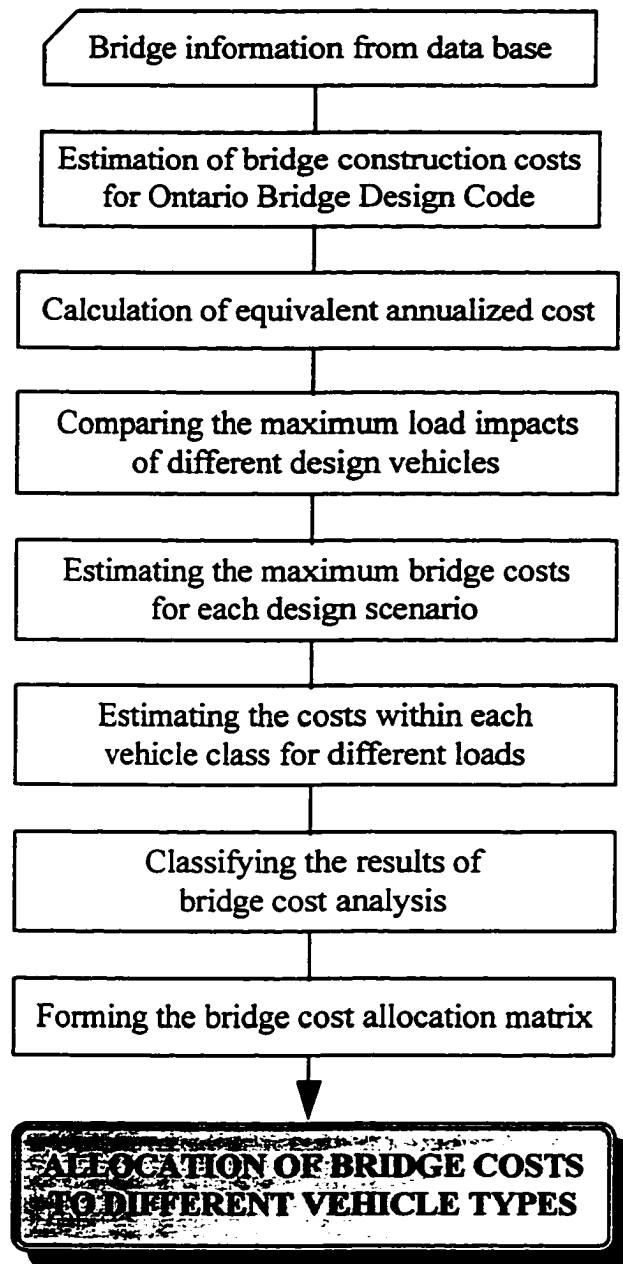 Bridge information from data base
Estimation of bridge construction costs
for Ontario Bridge Design Code
Calculation of equivalent annualized cost
Comparing the maximum load impacts
of different design vehicles
Estimating the maximum bridge costs
for each design scenario
Estimating the costs within each
vehicle class for different loads
Classifying the results of
bridge cost analysis
Forming the bridge cost allocation matrix
ALLOCATION OF BRIDGE COSTS
TO DIFFERENT VEHICLE TYPES